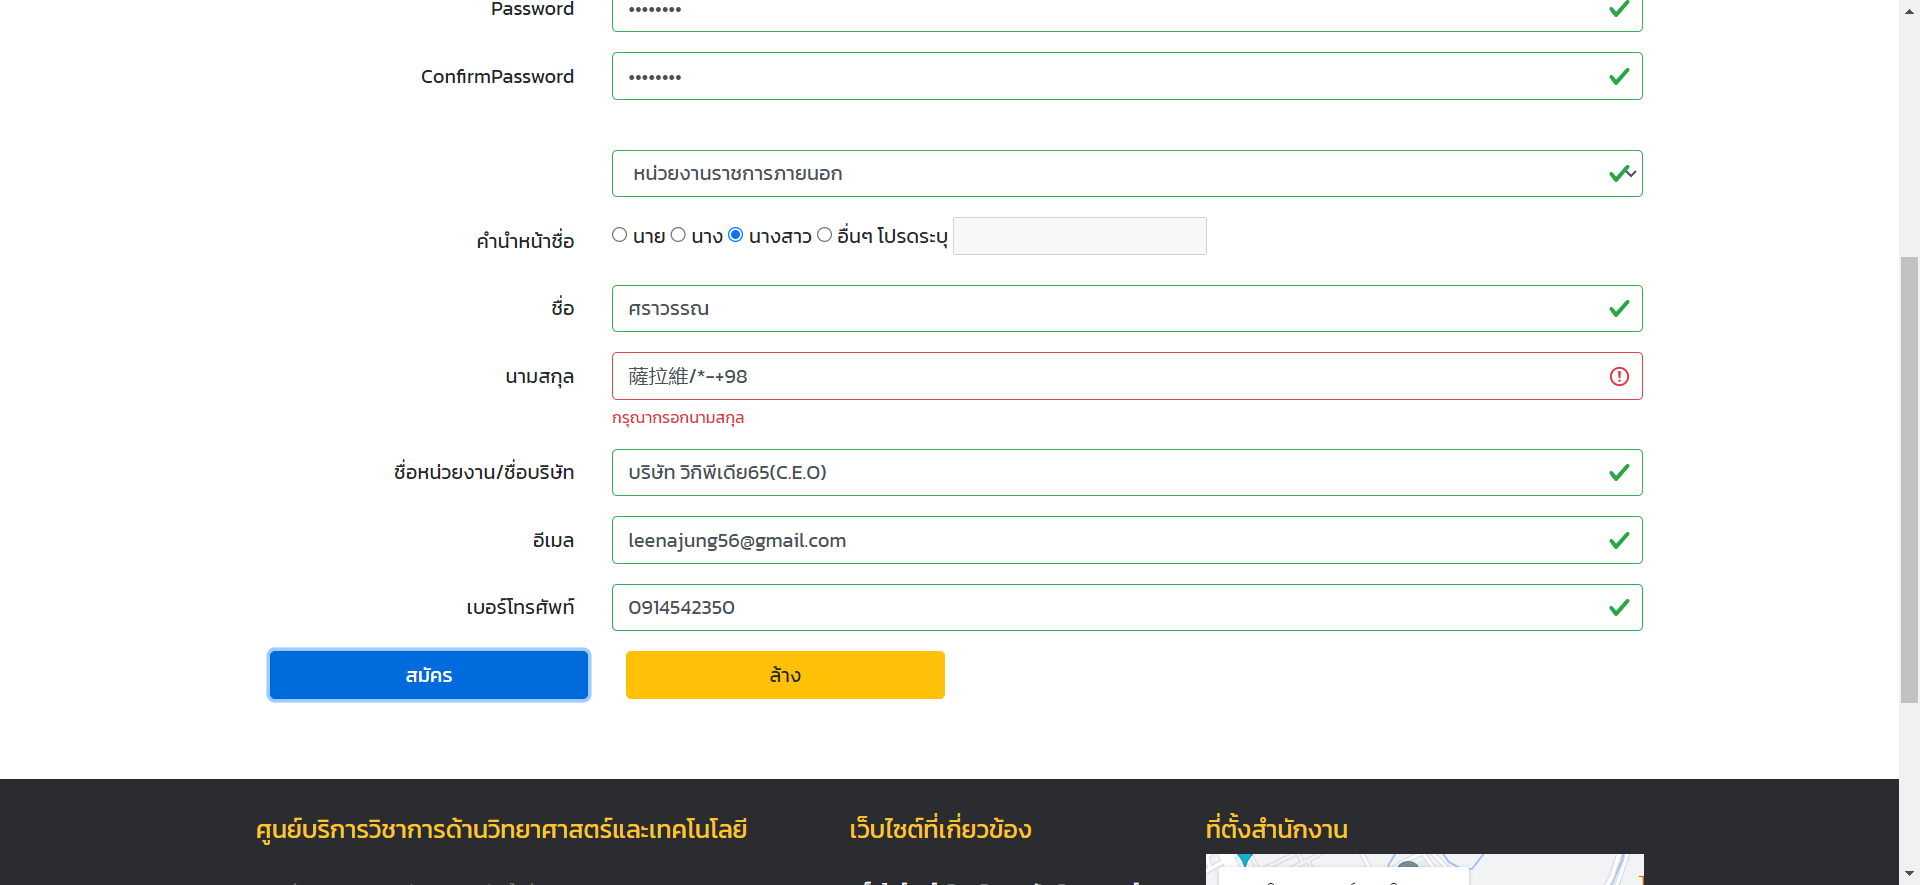 Password
••••••••
ConfirmPassword
••••••••
หน่วยงานราชการภายนอก
คำนำหน้าชื่อ นาย นาง นางสาว อื่นๆ โปรดระบุ
ชื่อ ศราวรรณ
นามสกุล 薩拉維/*-+98
กรุณากรอกนามสกุล
ชื่อหน่วยงาน/ชื่อบริษัท บริษัท วิกิพีเดีย65(C.E.O)
อีเมล leenajung56@gmail.com
เบอร์โทรศัพท์ 0914542350
สมัคร ล้าง
ศูนย์บริการวิชาการด้านวิทยาศาสตร์และเทคโนโลยี เว็บไซต์ที่เกี่ยวข้อง ที่ตั้งสำนักงาน